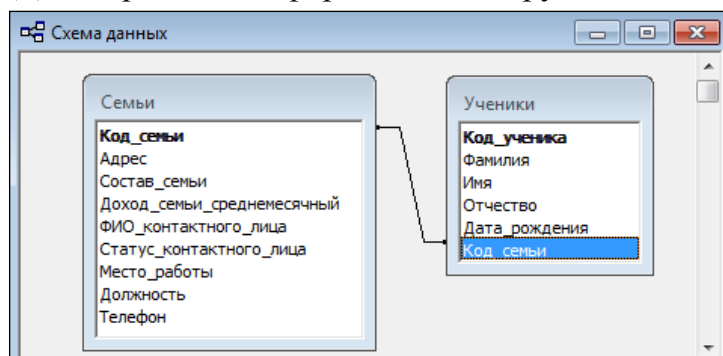 Схема данных
Семьи
Код_семьи
Адрес
Состав_семьи
Доход_семьи_среднемесячный
ФИО_контактного_лица
Статус_контактного_лица
Место_работы
Должность
Телефон
Ученики
Код_ученика
Фамилия
Имя
Отчество
Дата_рождения
Код_семьи